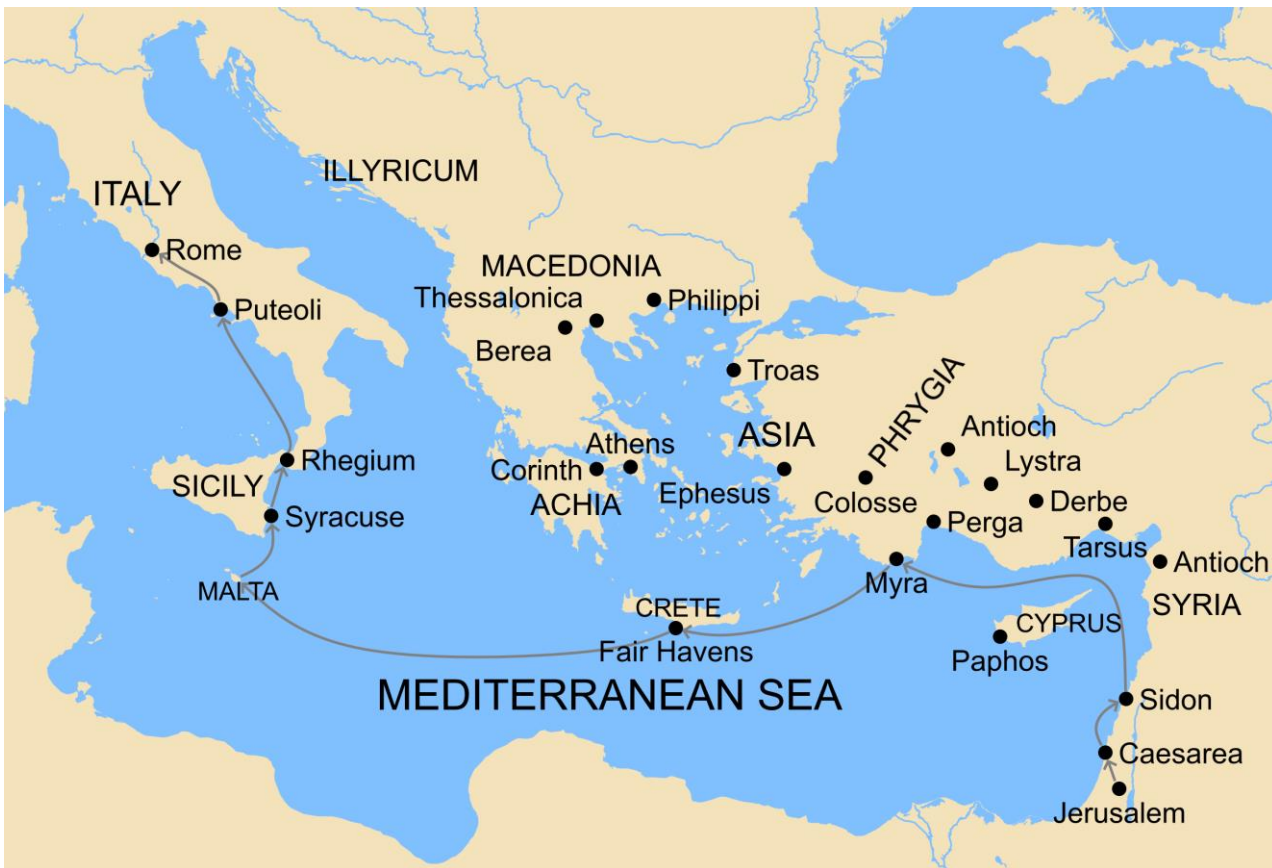 ILLYRICUM
ITALY
Rome
MACEDONIA
Thessalonica
Philippi
Puteoli
Berea
Troas
PHRYGIA
ASIA
Antioch
Athens
Rhegium
Corinth
Lystra
SICILY
Ephesus
Colosse
ACHIA
Derbe
Syracuse
Perga
Tarsus
Antioch
MALTA
Myra
SYRIA
CRETE
CYPRUS
Fair Havens
Paphos
MEDITERRANEAN SEA
Sidon
Caesarea
Jerusalem